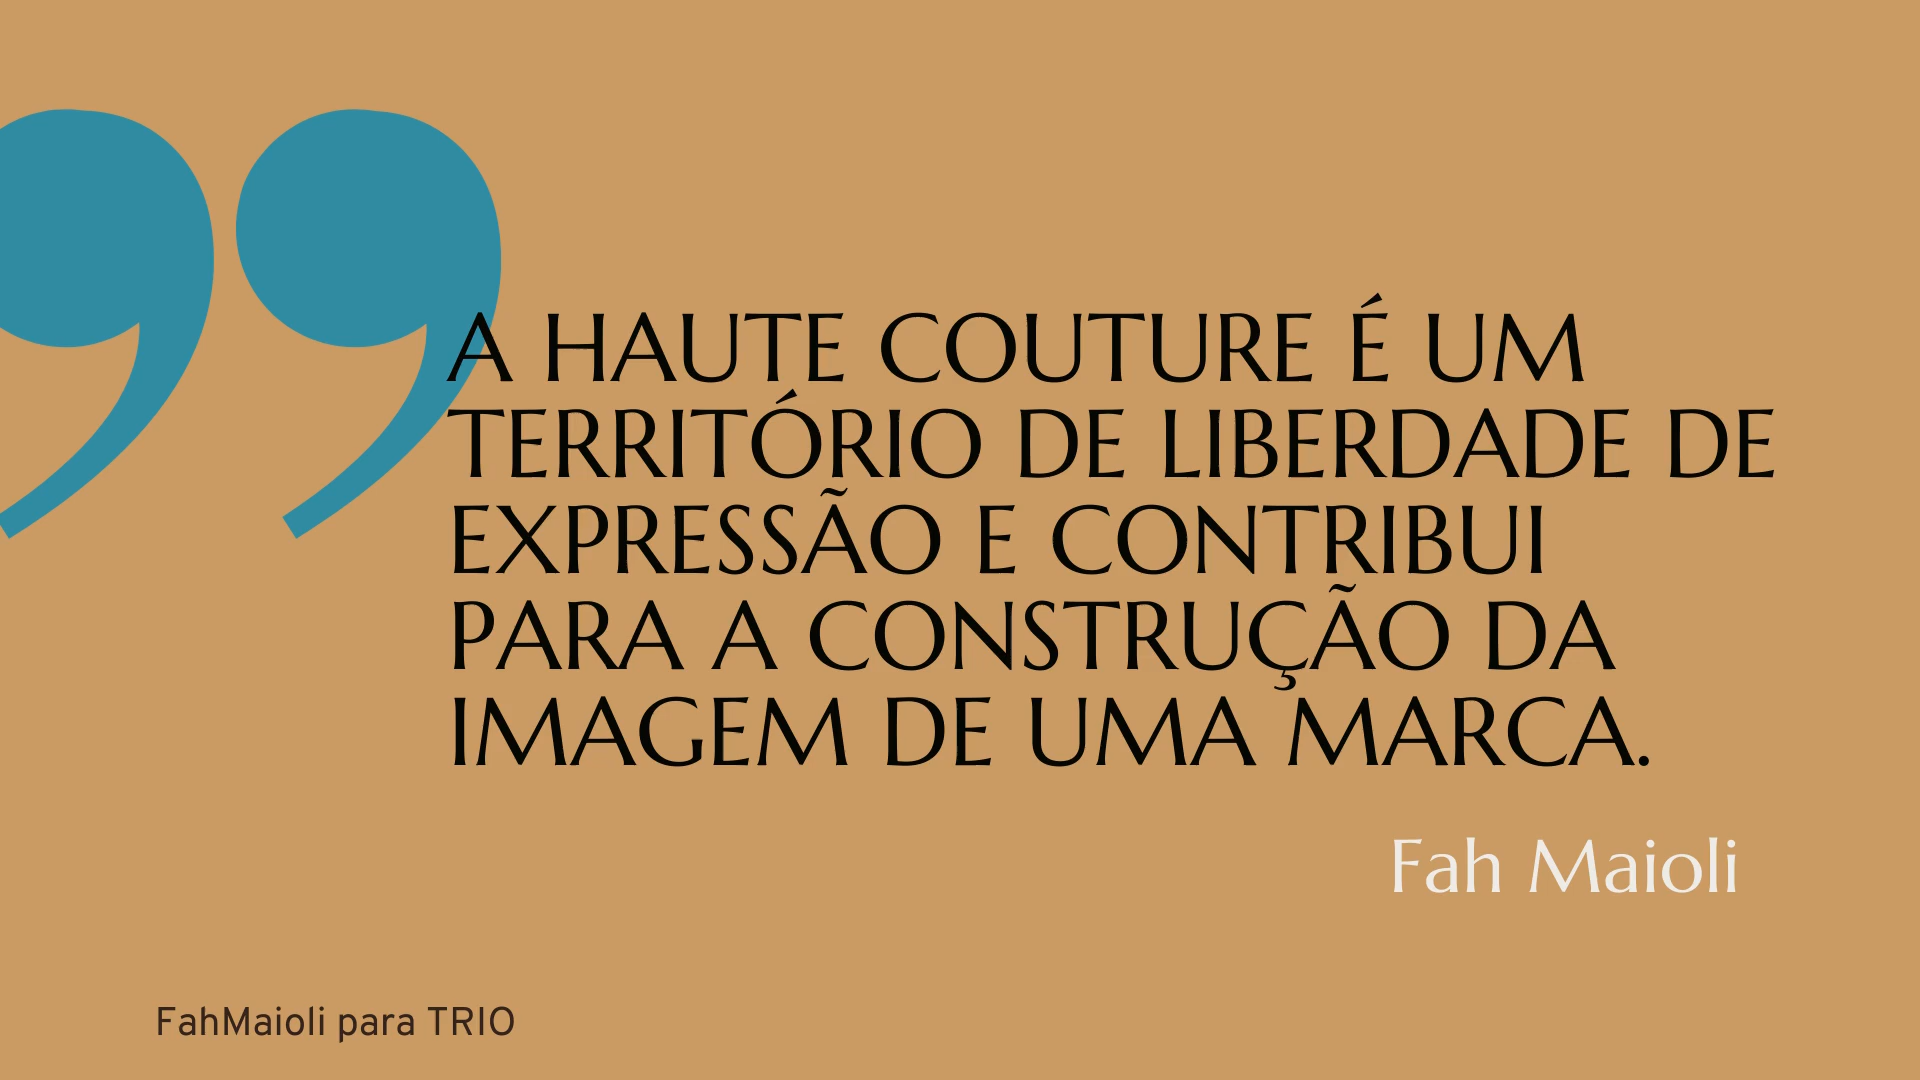 A HAUTE COUTURE É UM
TERRITÓRIO DE LIBERDADE DE
EXPRESSÃO E CONTRIBUI
PARA A CONSTRUÇÃO DA
IMAGEM DE UMA MARCA.
Fah Maioli
FahMaioli para TRIO